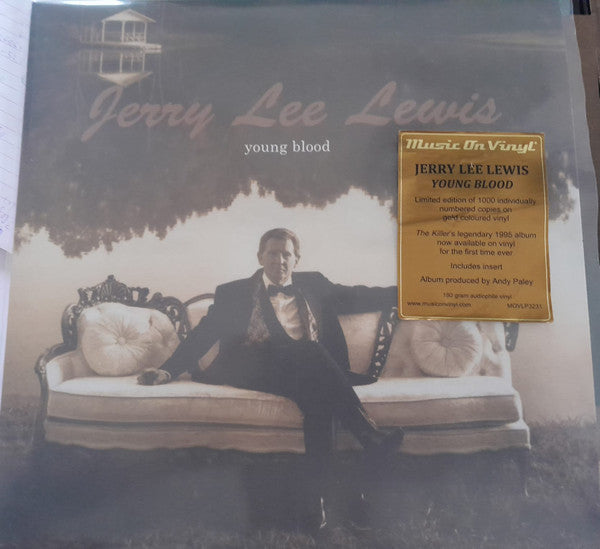 Jerry Lee Lewis
young blood
Music On Vinyl
JERRY LEE LEWIS
YOUNG BLOOD
Limited edition of 1000 individually
numbered copies on
gold coloured vinyl
The Killer's legendary 1995 album
now available on vinyl
for the first time ever
Includes insert
Album produced by Andy Paley
180 gram audiophile vinyl
www.musiconvinyl.com MOVLP3231